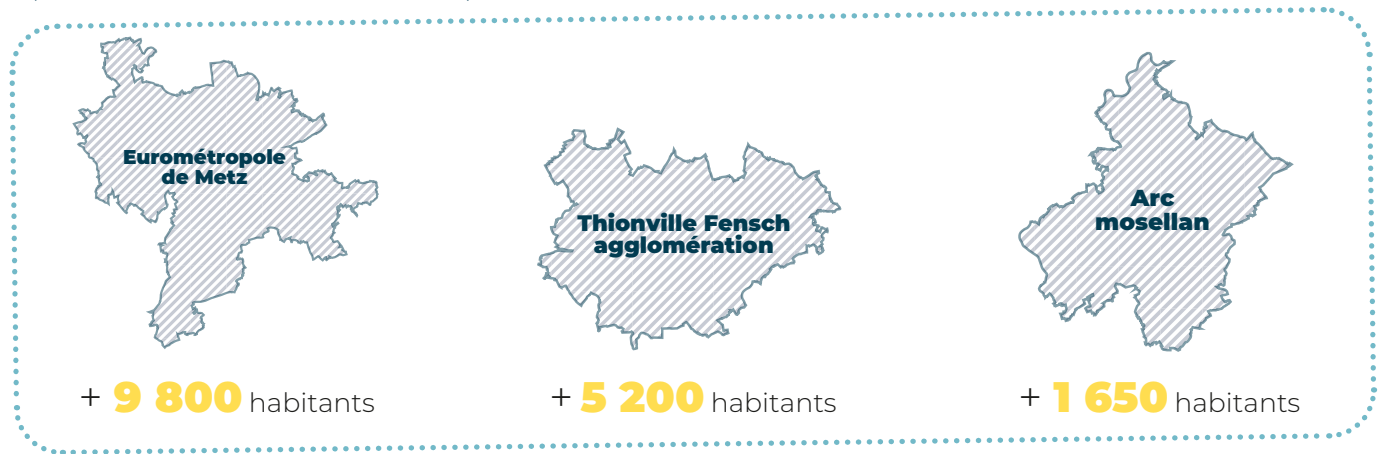 Eurométropole
de Metz
Thionville Fensch
agglomération
Arc
mosellan
+ 9 800 habitants
+ 5 200 habitants
+ 1 650 habitants